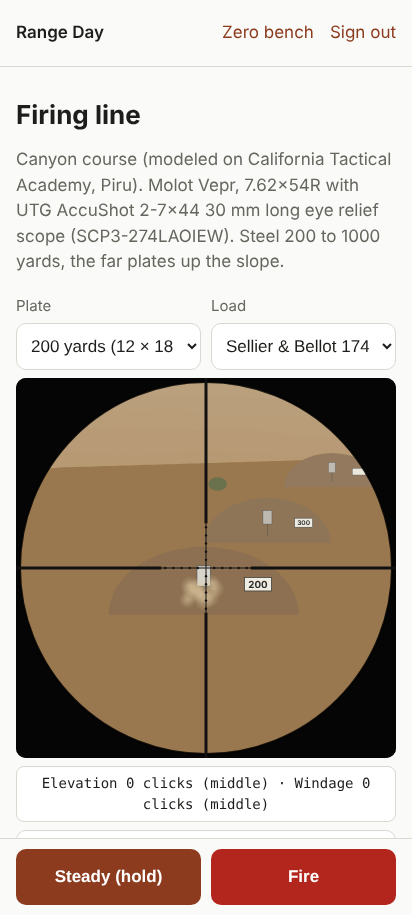 Range Day
Zero bench
Sign out
Firing line
Canyon course (modeled on California Tactical
Academy, Piru). Molot Vepr, 7.62×54R with
UTG AccuShot 2-7×44 30 mm long eye relief
scope (SCP3-274LAOIEW). Steel 200 to 1000
yards, the far plates up the slope.
Plate
Load
200 yards (12 × 18
Sellier & Bellot 174
300
200
Elevation 0 clicks (middle) · Windage 0
clicks (middle)
Steady (hold)
Fire